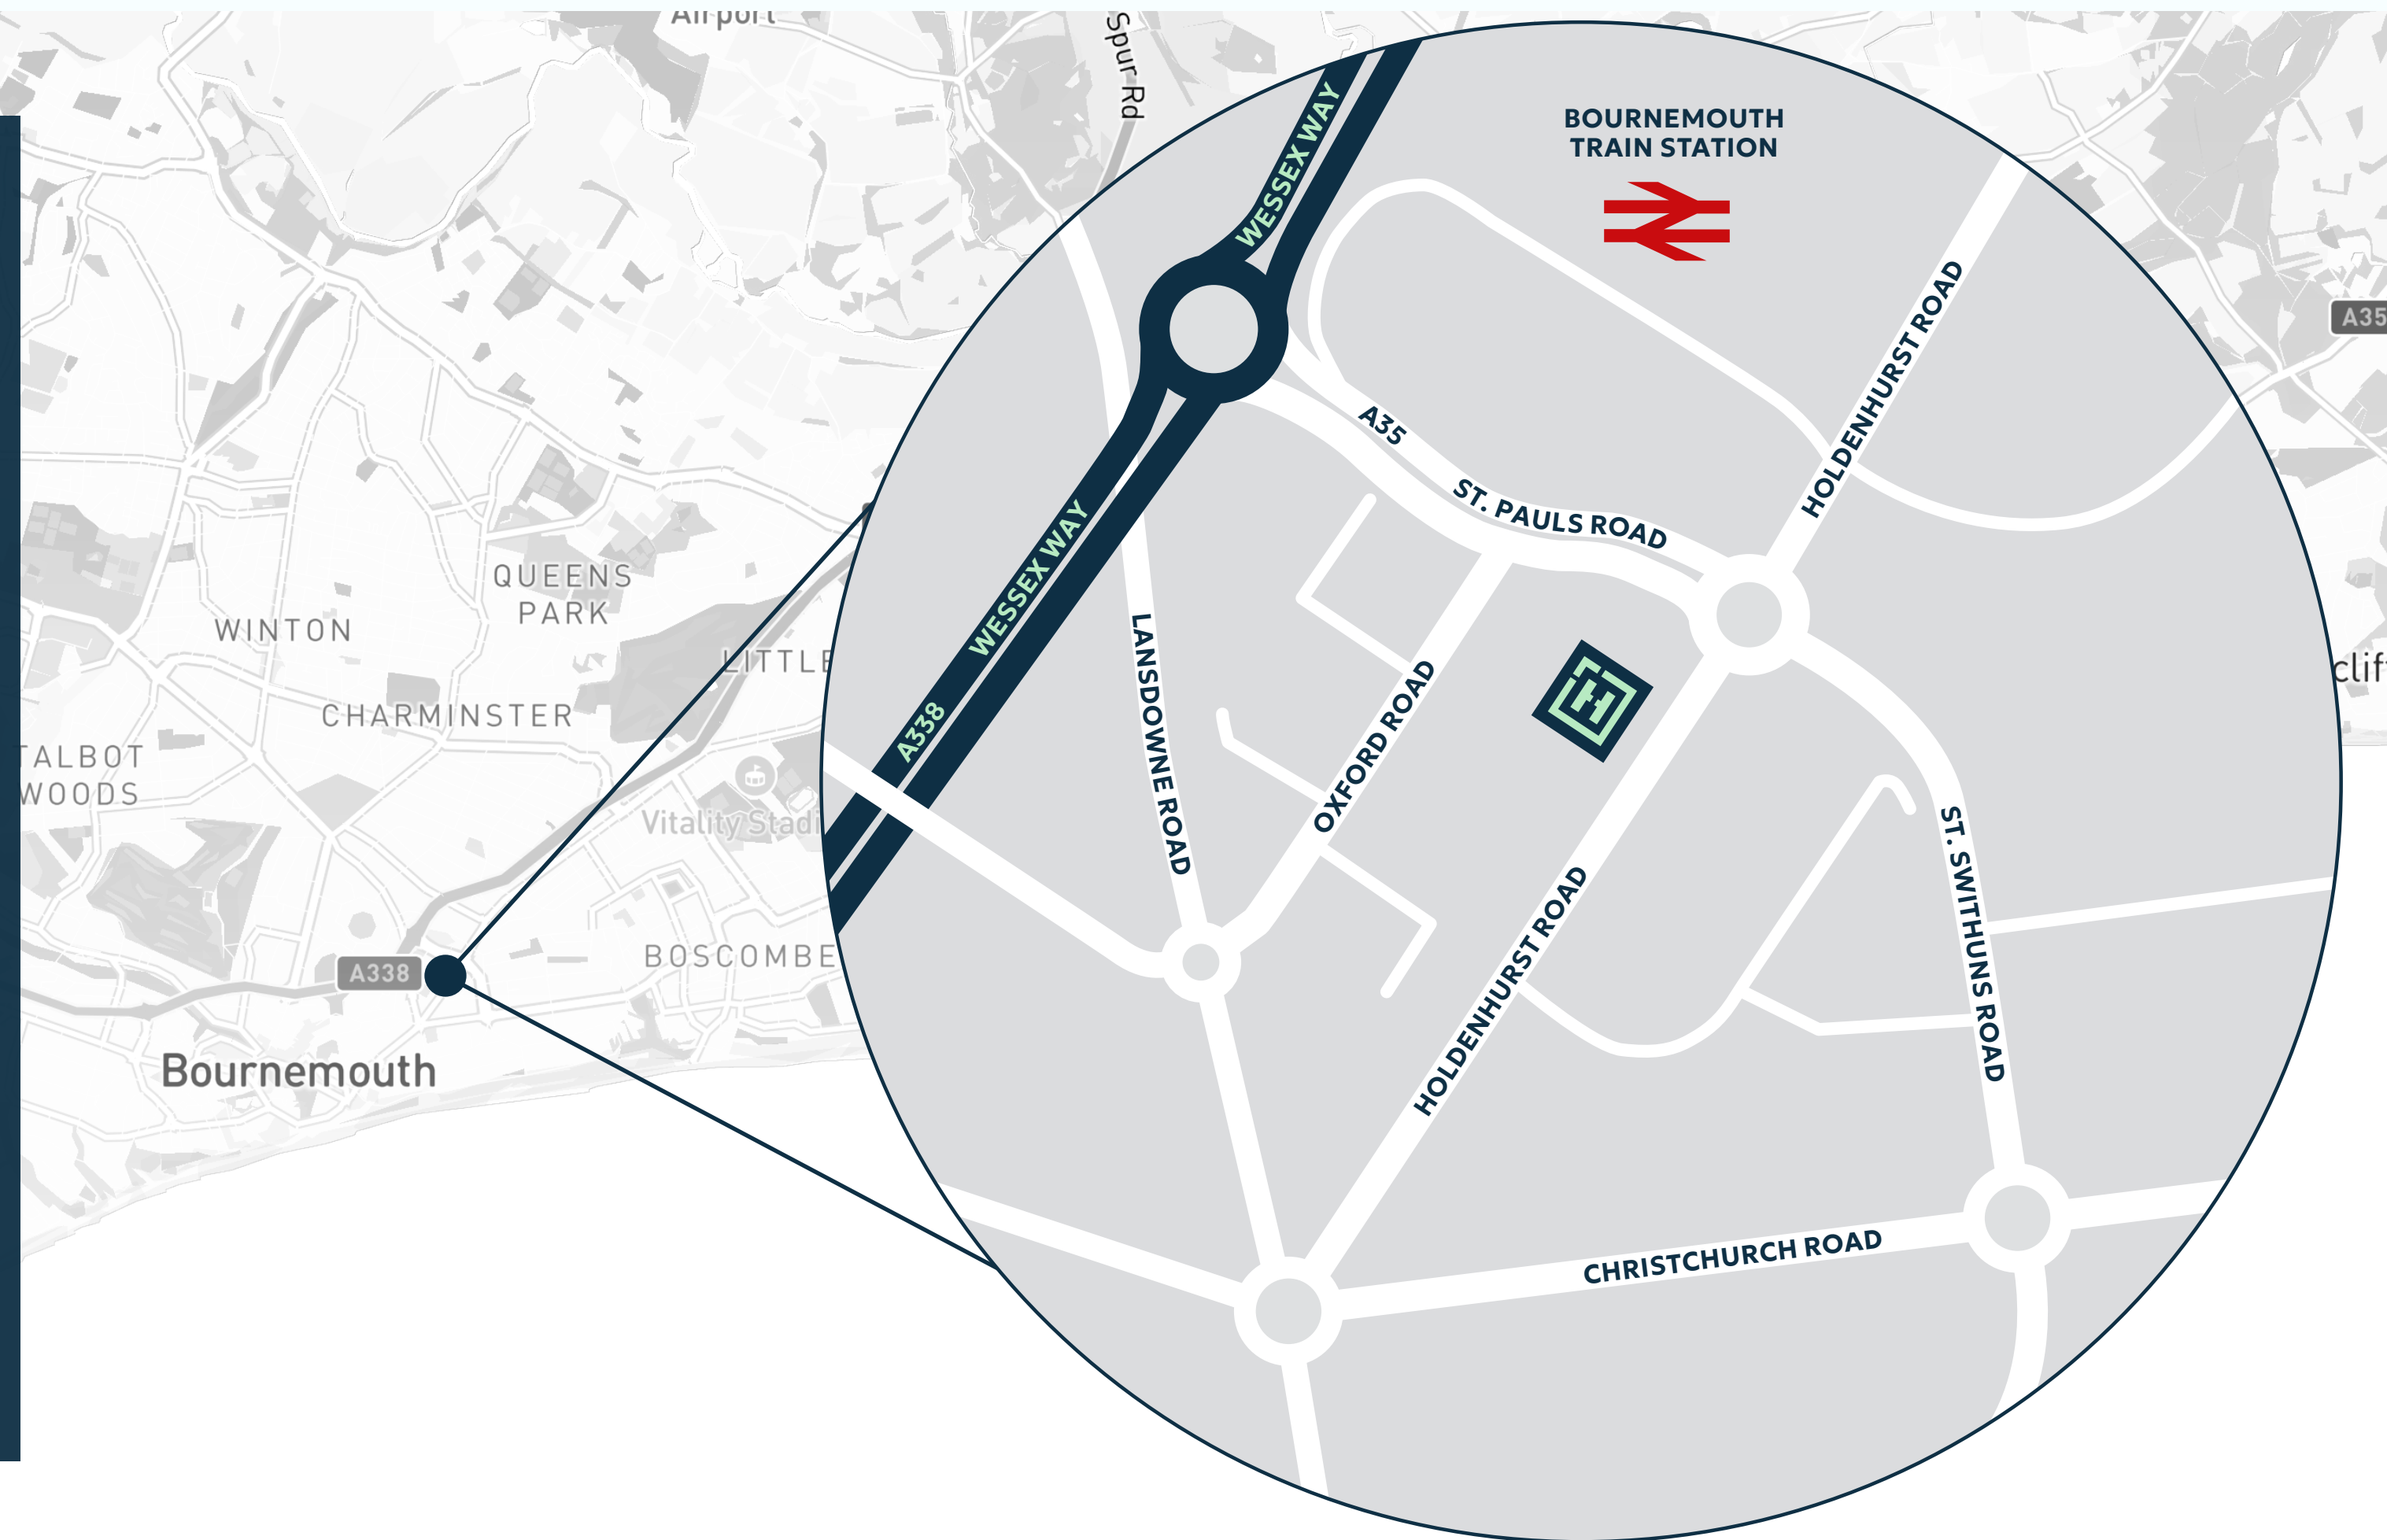 Airport
Spur Rd
WESSEX WAY
BOURNEMOUTH
TRAIN STATION
HOLDENHURST ROAD
A35
A35
ST. PAULS ROAD
WESSEX WAY
A338
QUEENS
PARK
WINTON
LITTLE
CHARMINSTER
TALBOT
WOODS
Vitality Stadi
LANSDOWNE ROAD
OXFORD ROAD
M
clif
ST. SWITHUNS ROAD
HOLDENHURST ROAD
BOSCOMBE
A338
Bournemouth
CHRISTCHURCH ROAD